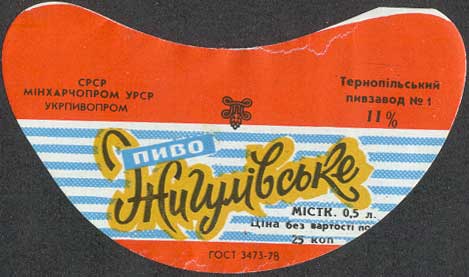 СРСР
МІНХАРЧОПРОМ УРСР
УКРПИВОПРОМ
Тернопільський
пивзавод № 1
11%
ПИВО
Жигулівське
МІСТК. 0,5 л.
Ціна без вартості по
25 коп
ГОСТ 3473-78